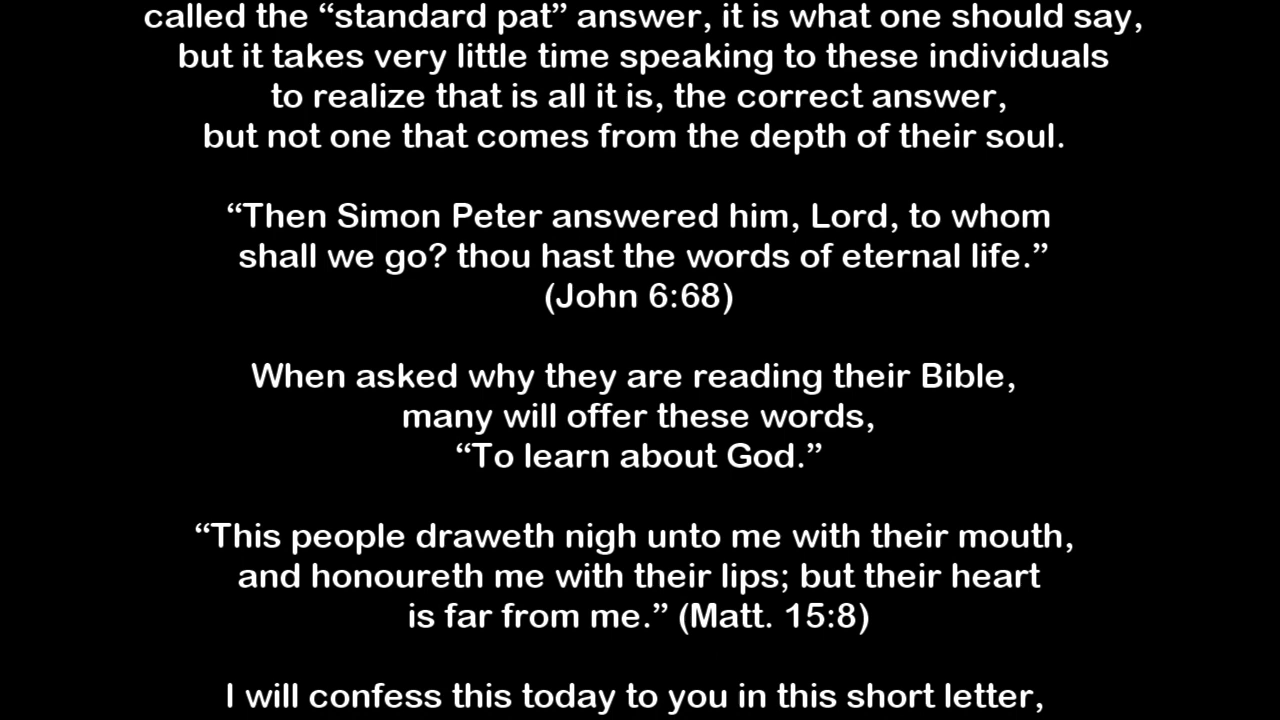 called the “standard pat” answer, it is what one should say,
but it takes very little time speaking to these individuals
to realize that is all it is, the correct answer,
but not one that comes from the depth of their soul.
“Then Simon Peter answered him, Lord, to whom
shall we go? thou hast the words of eternal life.”
(John 6:68)
When asked why they are reading their Bible,
many will offer these words,
“To learn about God.”
“This people draweth nigh unto me with their mouth,
and honoureth me with their lips; but their heart
is far from me.” (Matt. 15:8)
I will confess this today to you in this short letter,